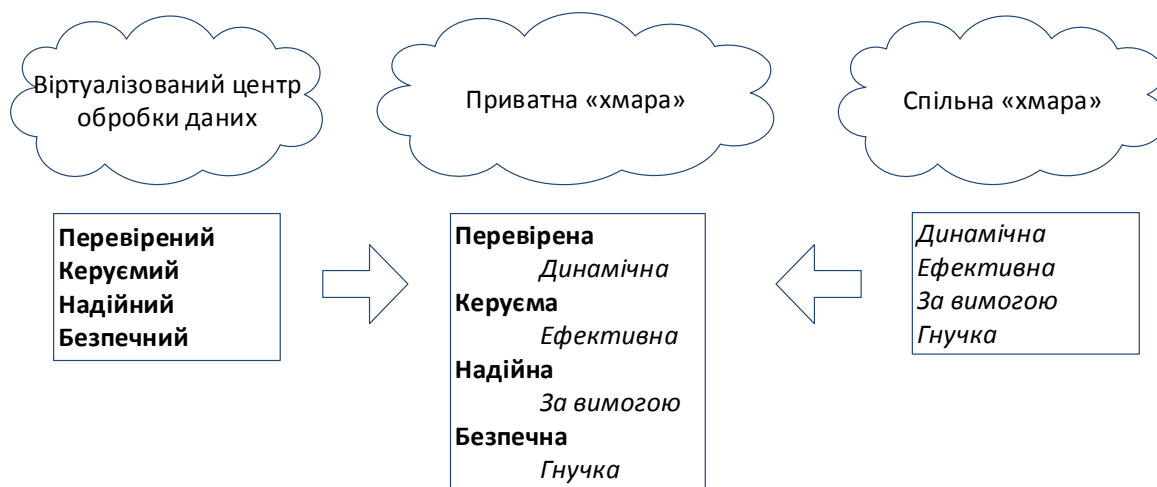 Віртуалізований центр
обробки даних
Приватна «хмара»
Спільна «хмара»
Перевірений
Керуємий
Надійний
Безпечний
Перевірена
Динамічна
Керуєма
Ефективна
Надійна
За вимогою
Безпечна
Гнучка
Динамічна
Ефективна
За вимогою
Гнучка